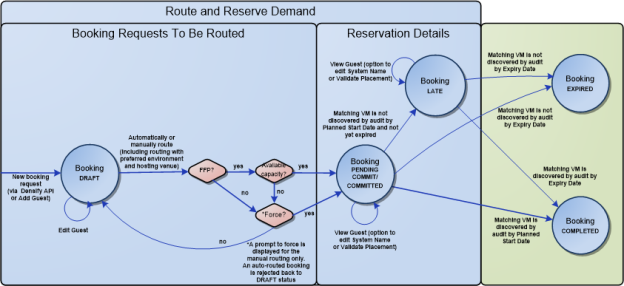 Route and Reserve Demand
Booking Requests To Be Routed
Reservation Details
New booking
request
(via Densify API
or Add Guest)
Booking
DRAFT
Edit Guest
Automatically or
manually route
(including routing with
preferred environment
and hosting venue)
FFP?
yes
no
Available
capacity?
yes
no
*Force?
yes
no
*A prompt to force is
displayed for the
manual routing only.
An auto-routed booking
is rejected back to
DRAFT status
View Guest (option to
edit System Name
or Validate Placement)
Booking
LATE
Matching VM is not
discovered by audit by
Planned Start Date and not
yet expired
Booking
PENDING
COMMIT/
COMMITTED
View Guest (option to
edit System Name
or Validate Placement)
Matching VM is not
discovered by audit
by Expiry Date
Booking
EXPIRED
Matching VM is not
discovered by audit
by Expiry Date
Matching VM is
discovered by audit by
Expiry Date
Matching VM is
discovered by
audit by Planned
Start Date
Booking
COMPLETED